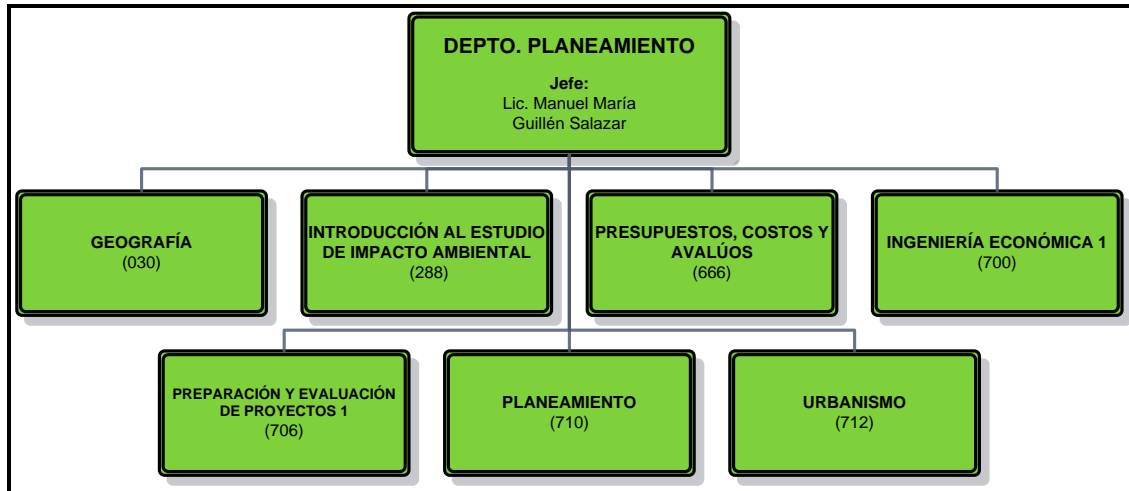 DEPTO. PLANEAMIENTO
Jefe:
Lic. Manuel María
Guillén Salazar
GEOGRAFÍA
(030)
INTRODUCCIÓN AL ESTUDIO
DE IMPACTO AMBIENTAL
(288)
PRESUPUESTOS, COSTOS Y
AVALÚOS
(666)
INGENIERÍA ECONÓMICA 1
(700)
PREPARACIÓN Y EVALUACIÓN
DE PROYECTOS 1
(706)
PLANEAMIENTO
(710)
URBANISMO
(712)